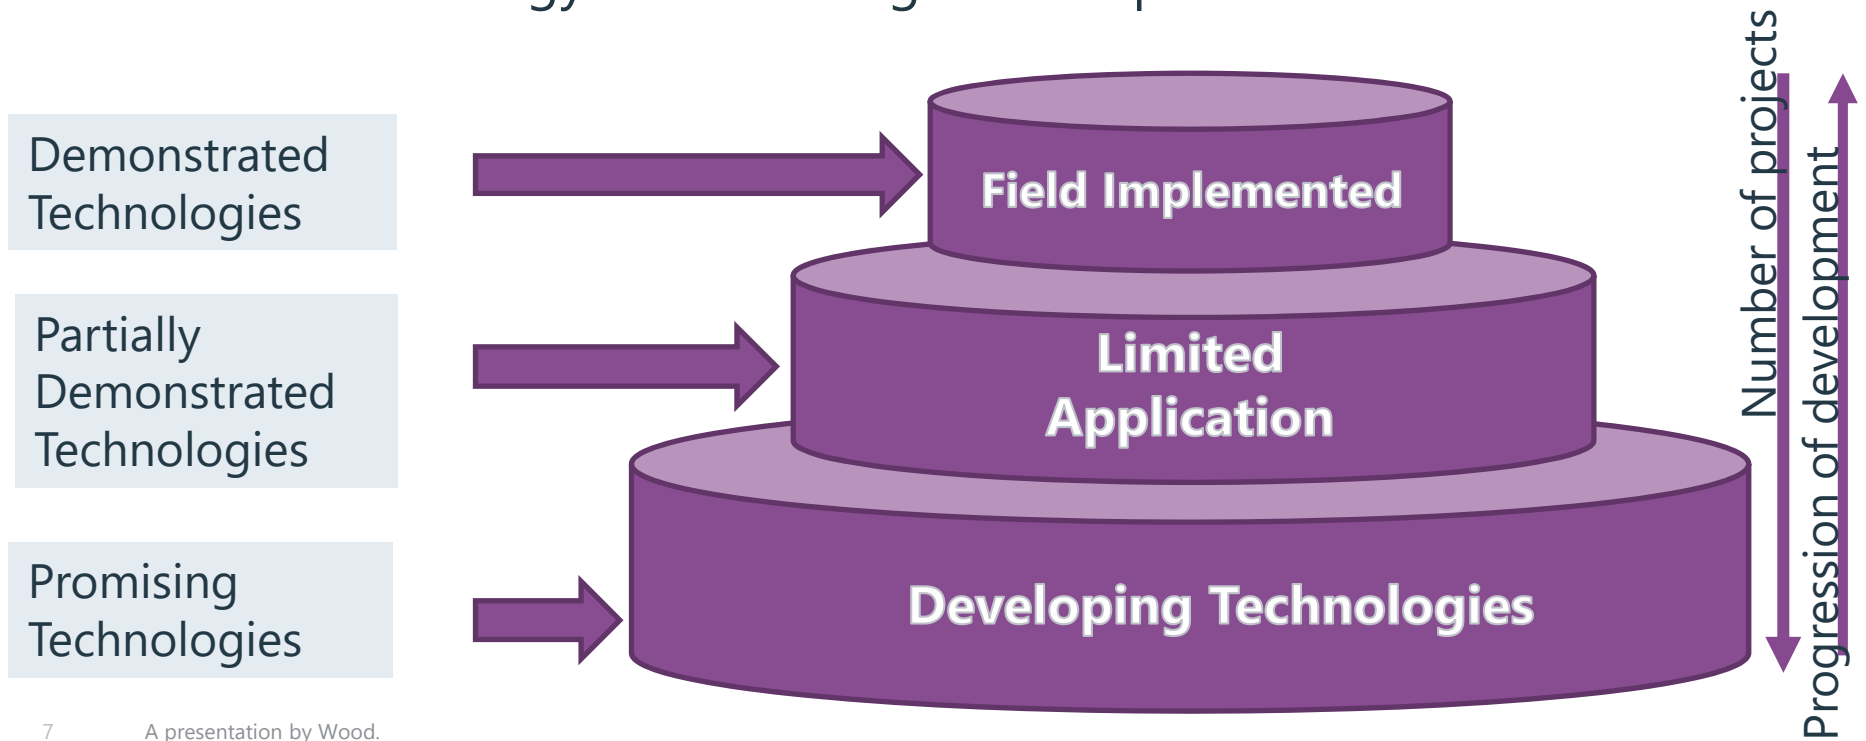 Demonstrated
Technologies
Field Implemented
Partially
Demonstrated
Technologies
Limited
Application
Promising
Technologies
Developing Technologies
Number of projects
Progression of development
7
A presentation by Wood.